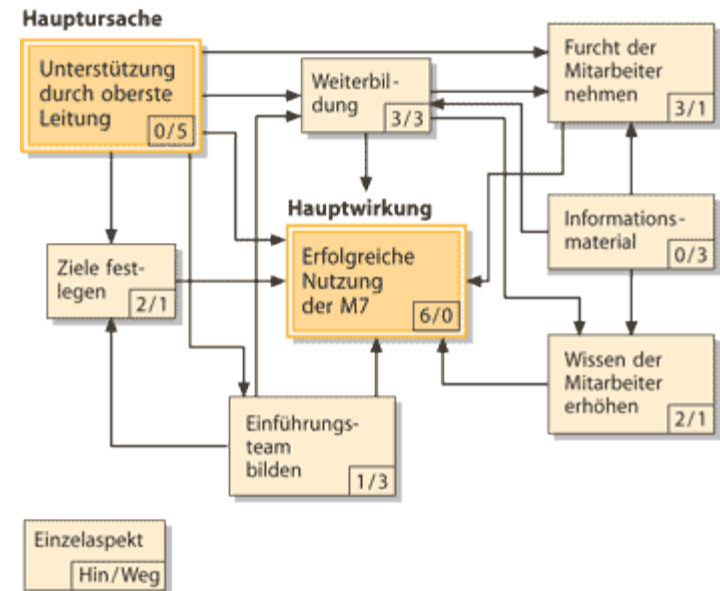 Hauptursache
Unterstützung
durch oberste
Leitung
0/5
Weiterbil-
dung
3/3
Furcht der
Mitarbeiter
nehmen
3/1
Hauptwirkung
Erfolgreiche
Nutzung
der M7
6/0
Informations-
material
0/3
Ziele fest-
legen
2/1
Wissen der
Mitarbeiter
erhöhen
2/1
Einführungs-
team
bilden
1/3
Einzelaspekt
Hin/Weg